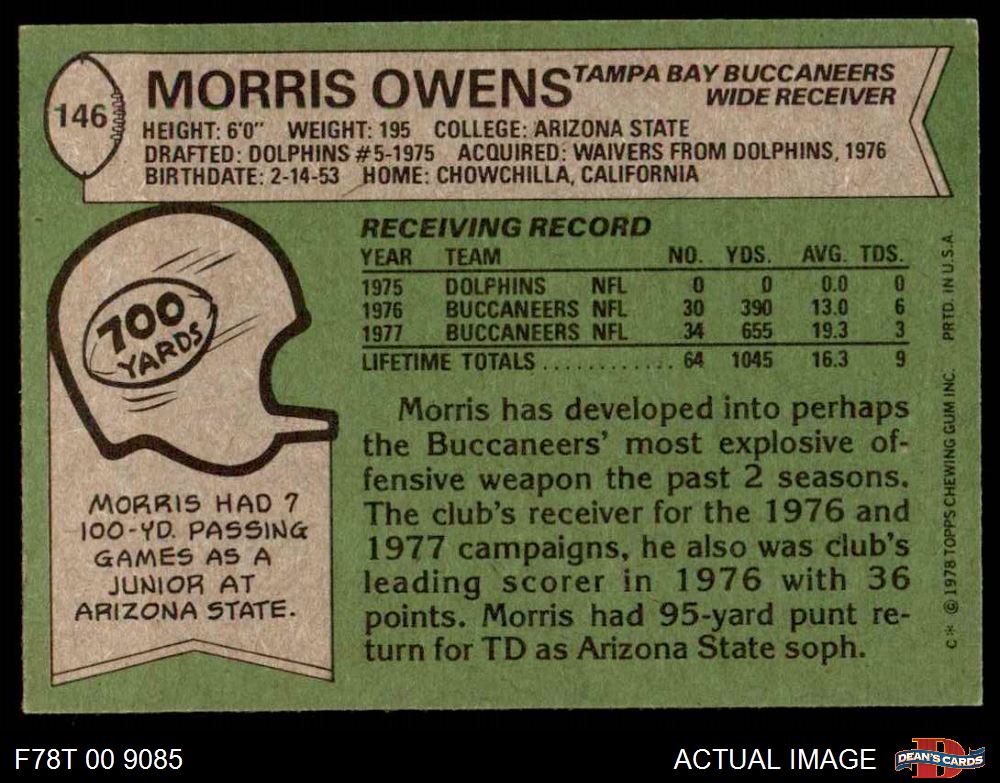 146
MORRIS OWENS
TAMPA BAY BUCCANEERS
WIDE RECEIVER
HEIGHT: 6'0" WEIGHT: 195 COLLEGE: ARIZONA STATE
DRAFTED: DOLPHINS #5-1975 ACQUIRED: WAIVERS FROM DOLPHINS, 1976
BIRTHDATE: 2-14-53 HOME: CHOWCHILLA, CALIFORNIA
700
YARDS
MORRIS HAD 7
100-YD. PASSING
GAMES AS A
JUNIOR AT
ARIZONA STATE.
RECEIVING RECORD
YEAR TEAM NO. YDS. AVG. TDS.
1975 DOLPHINS NFL 0 0 0.0 0
1976 BUCCANEERS NFL 30 390 13.0 6
1977 BUCCANEERS NFL 34 655 19.3 3
LIFETIME TOTALS ............ 64 1045 16.3 9
Morris has developed into perhaps
the Buccaneers' most explosive of-
fensive weapon the past 2 seasons.
The club's receiver for the 1976 and
1977 campaigns, he also was club's
leading scorer in 1976 with 36
points. Morris had 95-yard punt re-
turn for TD as Arizona State soph.
C* © 1978 TOPPS CHEWING GUM INC. PRTD. IN U.S.A.
F78T 00 9085
ACTUAL IMAGE
D
DEAN'S CARDS